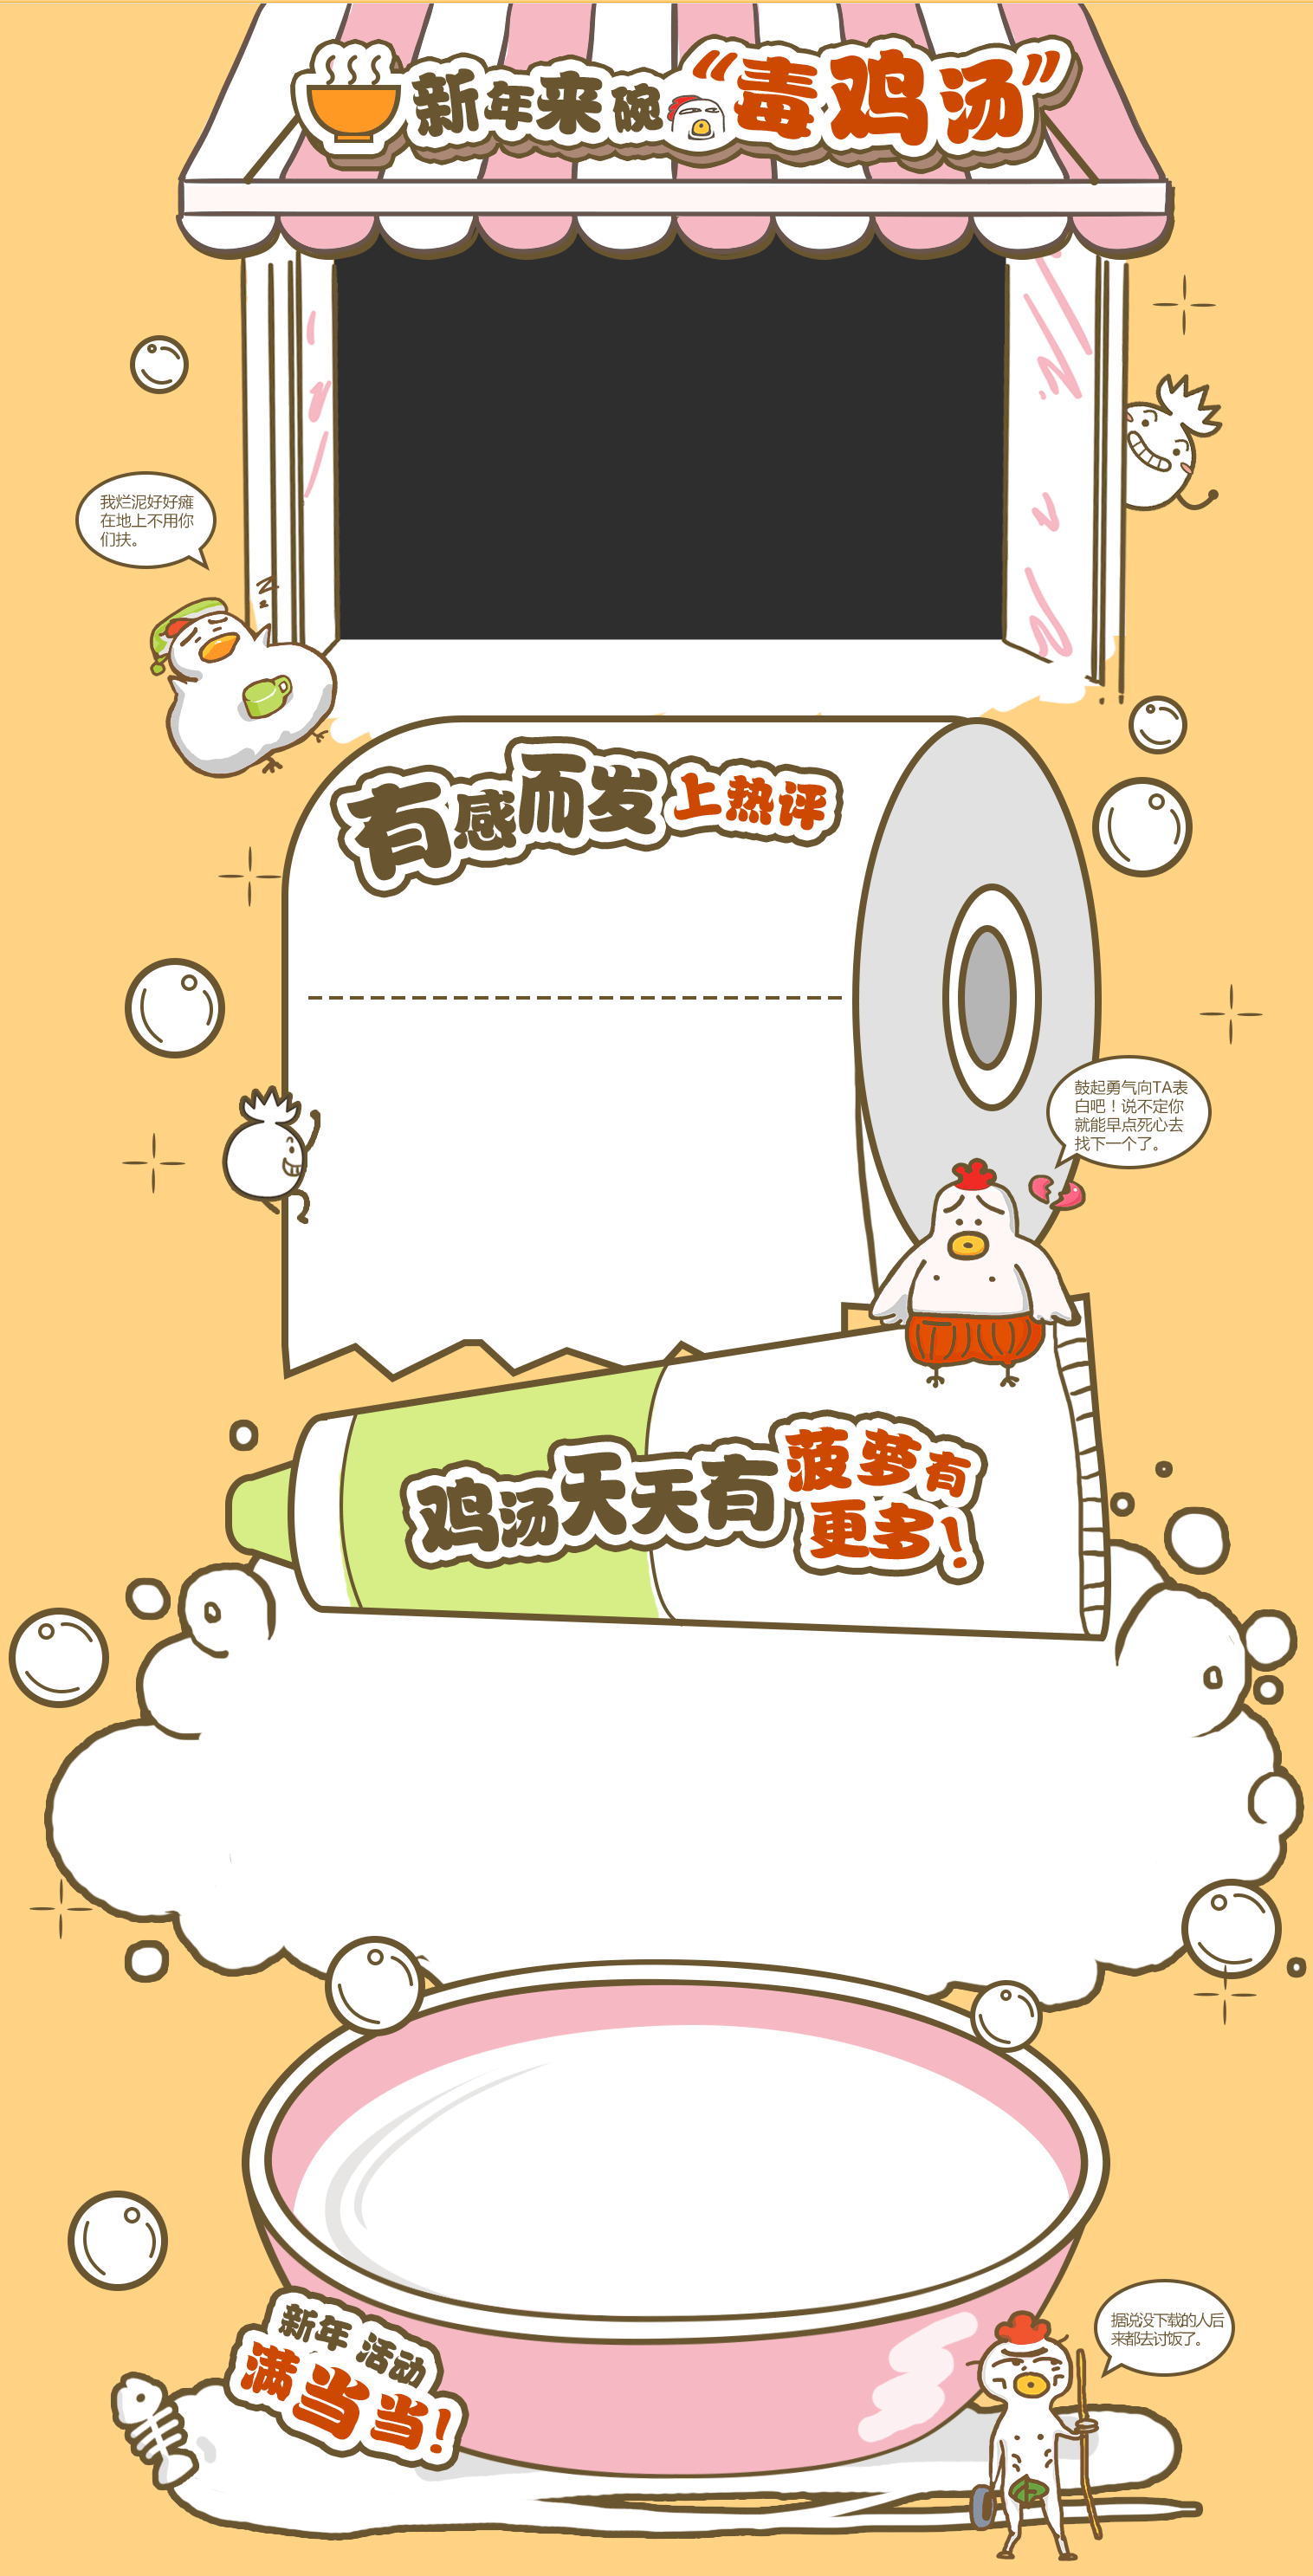 新年来碗“毒鸡汤”
我烂泥好好瘫
在地上不用你
们扶。
有感而发上热评
鼓起勇气向TA表
白吧！说不定你
就能早点死心去
找下一个了。
鸡汤天天有菠萝有
更多！
新年 活动
满当当！
据说没下载的人后
来都去讨饭了。